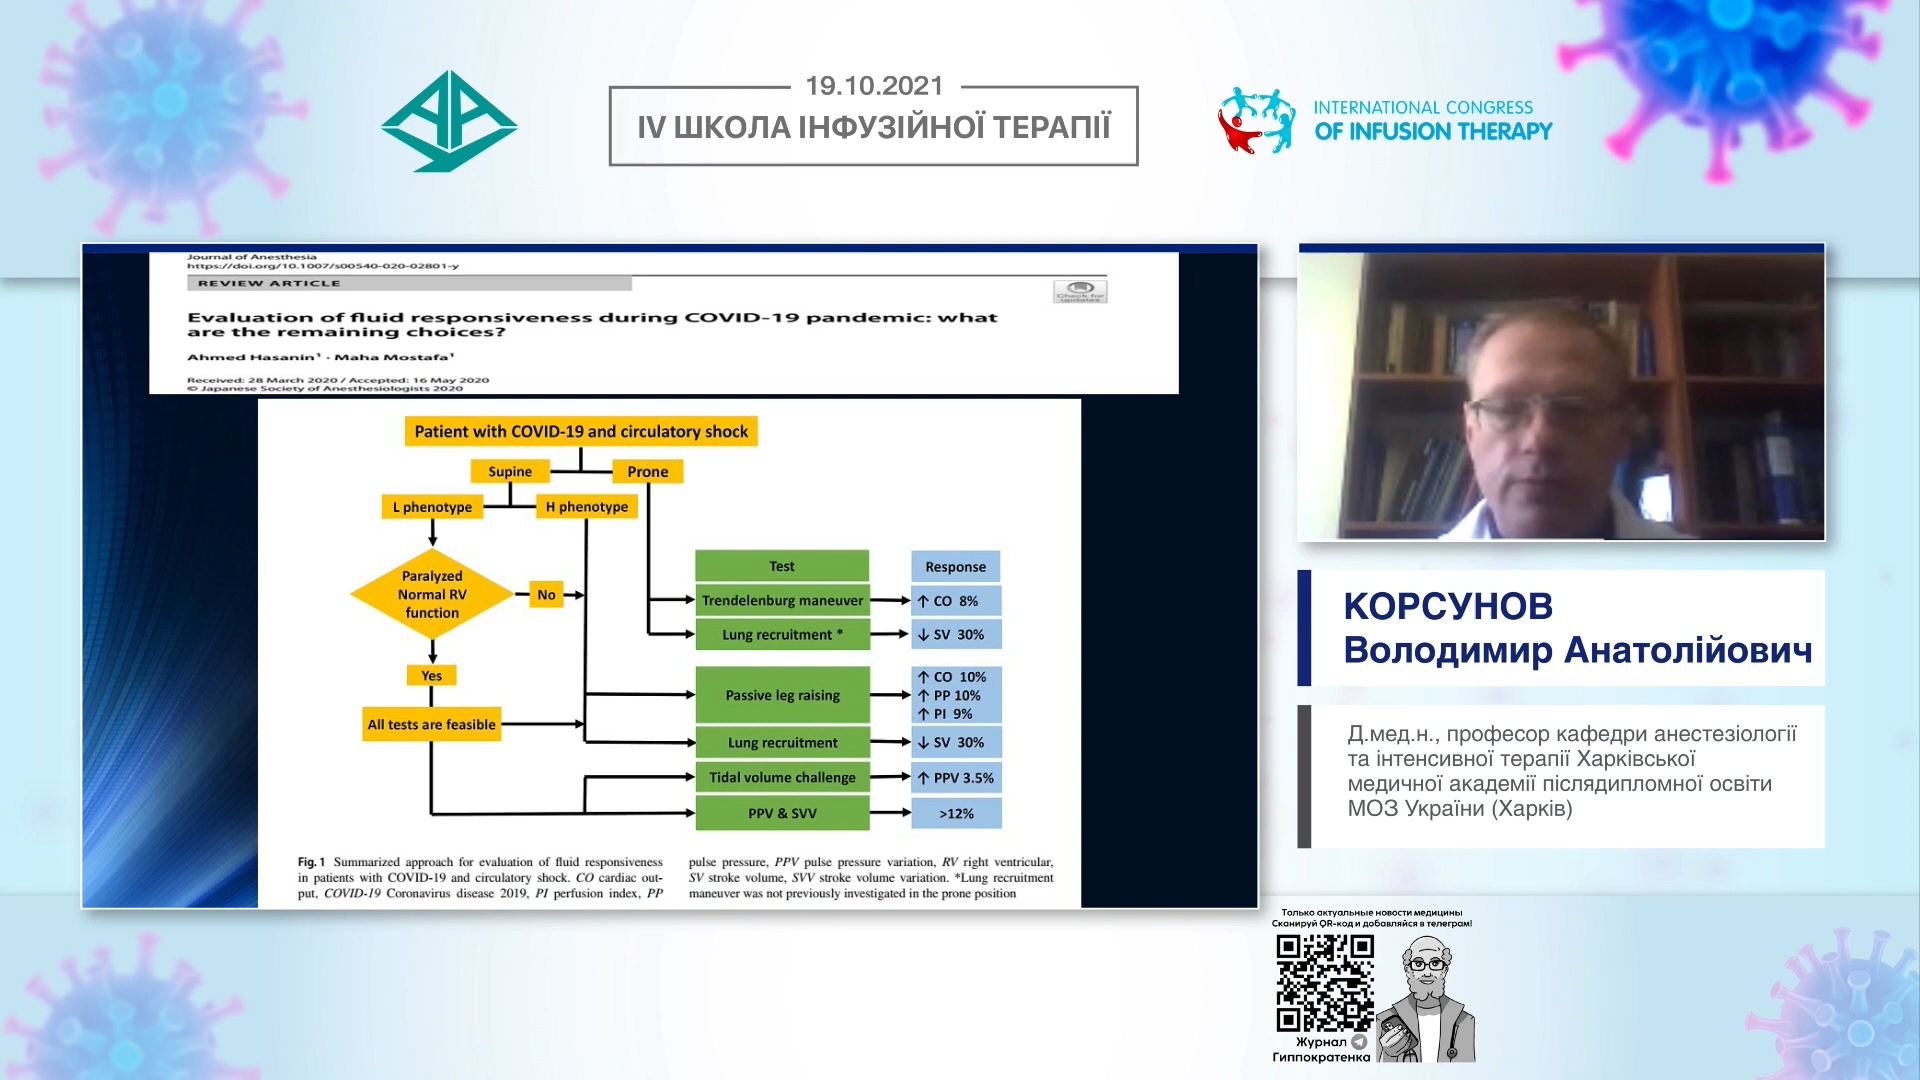 19.10.2021
IV ШКОЛА ІНФУЗІЙНОЇ ТЕРАПІЇ
INTERNATIONAL CONGRESS
OF INFUSION THERAPY
Journal of Anesthesia
https://doi.org/10.1007/s00540-020-02801-y
REVIEW ARTICLE
Check for
updates
Evaluation of fluid responsiveness during COVID-19 pandemic: what
are the remaining choices?
Ahmed Hasanin¹ · Maha Mostafa¹
Received: 28 March 2020 / Accepted: 16 May 2020
© Japanese Society of Anesthesiologists 2020
Patient with COVID-19 and circulatory shock
Supine
Prone
L phenotype
H phenotype
Paralyzed
Normal RV
function
No
Yes
All tests are feasible
Test
Response
Trendelenburg maneuver
↑ CO 8%
Lung recruitment *
↓ SV 30%
Passive leg raising
↑ CO 10%
↑ PP 10%
↑ PI 9%
Lung recruitment
↓ SV 30%
Tidal volume challenge
↑ PPV 3.5%
PPV & SVV
>12%
Fig. 1 Summarized approach for evaluation of fluid responsiveness
in patients with COVID-19 and circulatory shock. CO cardiac out-
put, COVID-19 Coronavirus disease 2019, PI perfusion index, PP
pulse pressure, PPV pulse pressure variation, RV right ventricular,
SV stroke volume, SVV stroke volume variation. *Lung recruitment
maneuver was not previously investigated in the prone position
КОРСУНОВ
Володимир Анатолійович
Д.мед.н., професор кафедри анестезіології
та інтенсивної терапії Харківської
медичної академії післядипломної освіти
МОЗ України (Харків)
Только актуальные новости медицины
Сканируй QR-код и добавляйся в телеграм!
Журнал
Гиппократенка